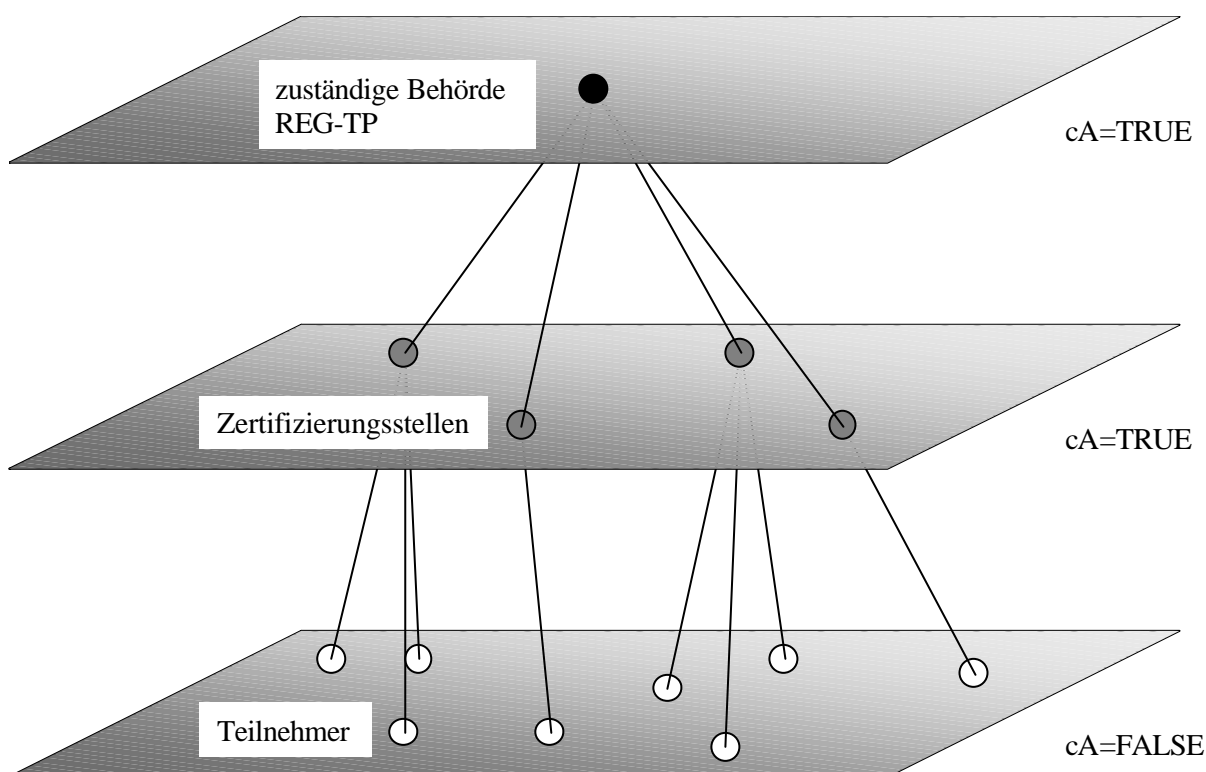 zuständige Behörde
REG-TP
cA=TRUE
Zertifizierungsstellen
cA=TRUE
Teilnehmer
cA=FALSE